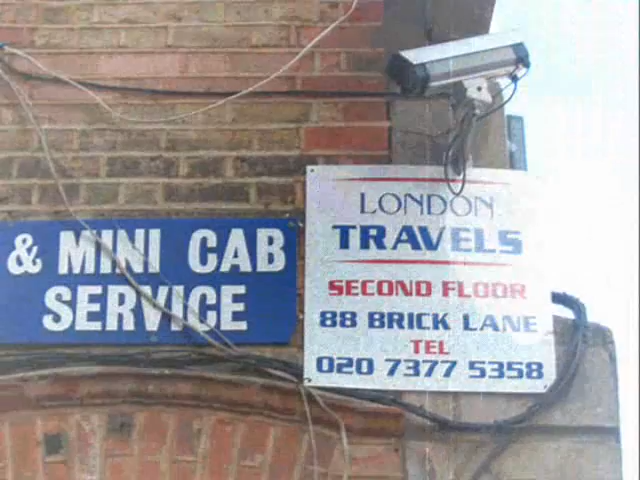 & MINI CAB
SERVICE
LONDON
TRAVELS
SECOND FLOOR
88 BRICK LANE
TEL
020 7377 5358